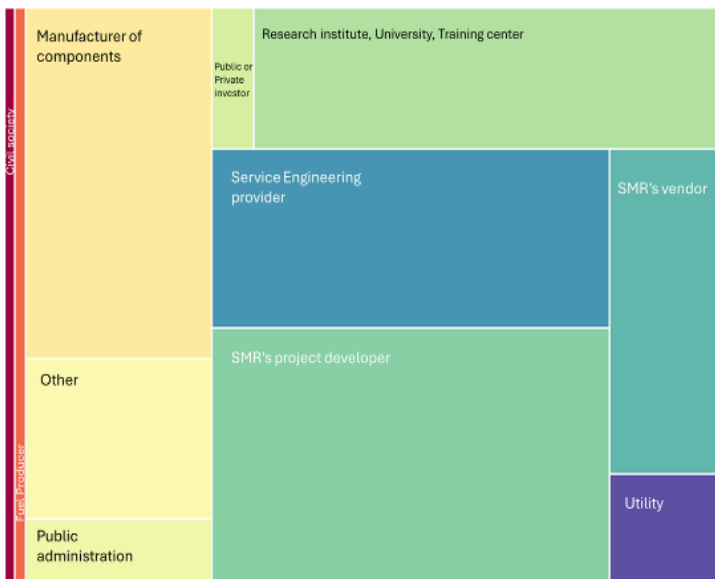 Civil society
Fuel Producer
Manufacturer of
components
Other
Public
administration
Public or
Private
investor
Research institute, University, Training center
Service Engineering
provider
SMR's project developer
SMR's vendor
Utility